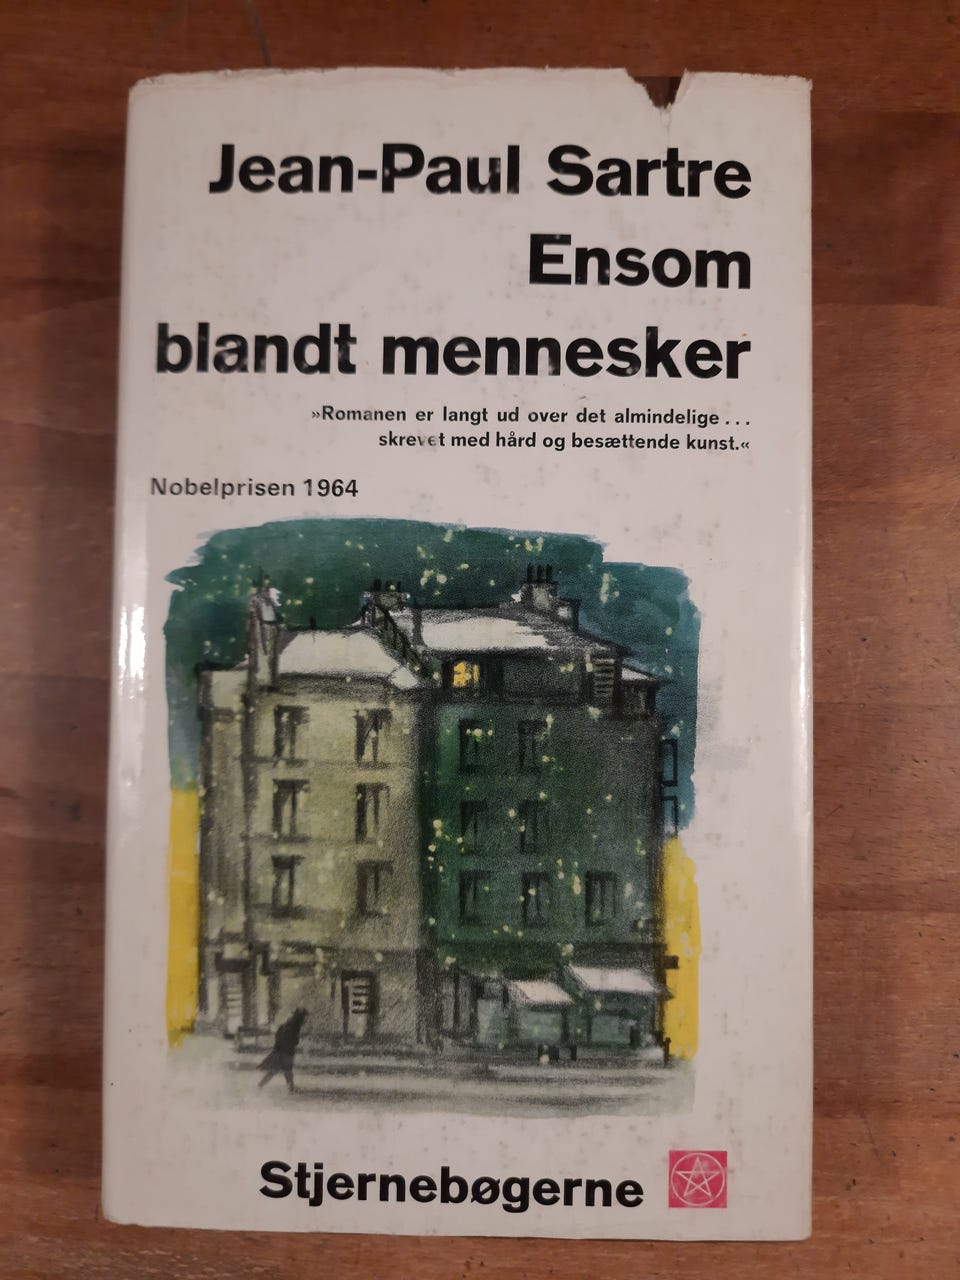 Jean-Paul Sartre
Ensom
blandt mennesker
»Romanen er langt ud over det almindelige...
skrevet med hård og besættende kunst.«
Nobelprisen 1964
Stjernebøgerne